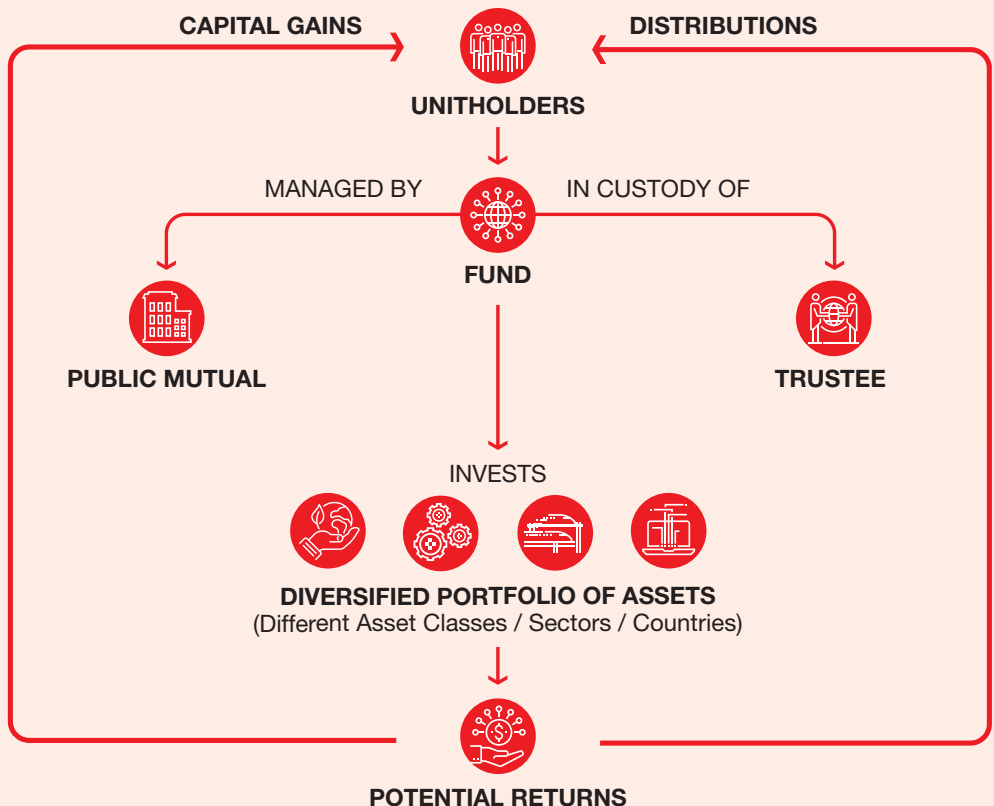 CAPITAL GAINS
DISTRIBUTIONS
UNITHOLDERS
MANAGED BY
IN CUSTODY OF
FUND
PUBLIC MUTUAL
TRUSTEE
INVESTS
DIVERSIFIED PORTFOLIO OF ASSETS
(Different Asset Classes / Sectors / Countries)
$
POTENTIAL RETURNS